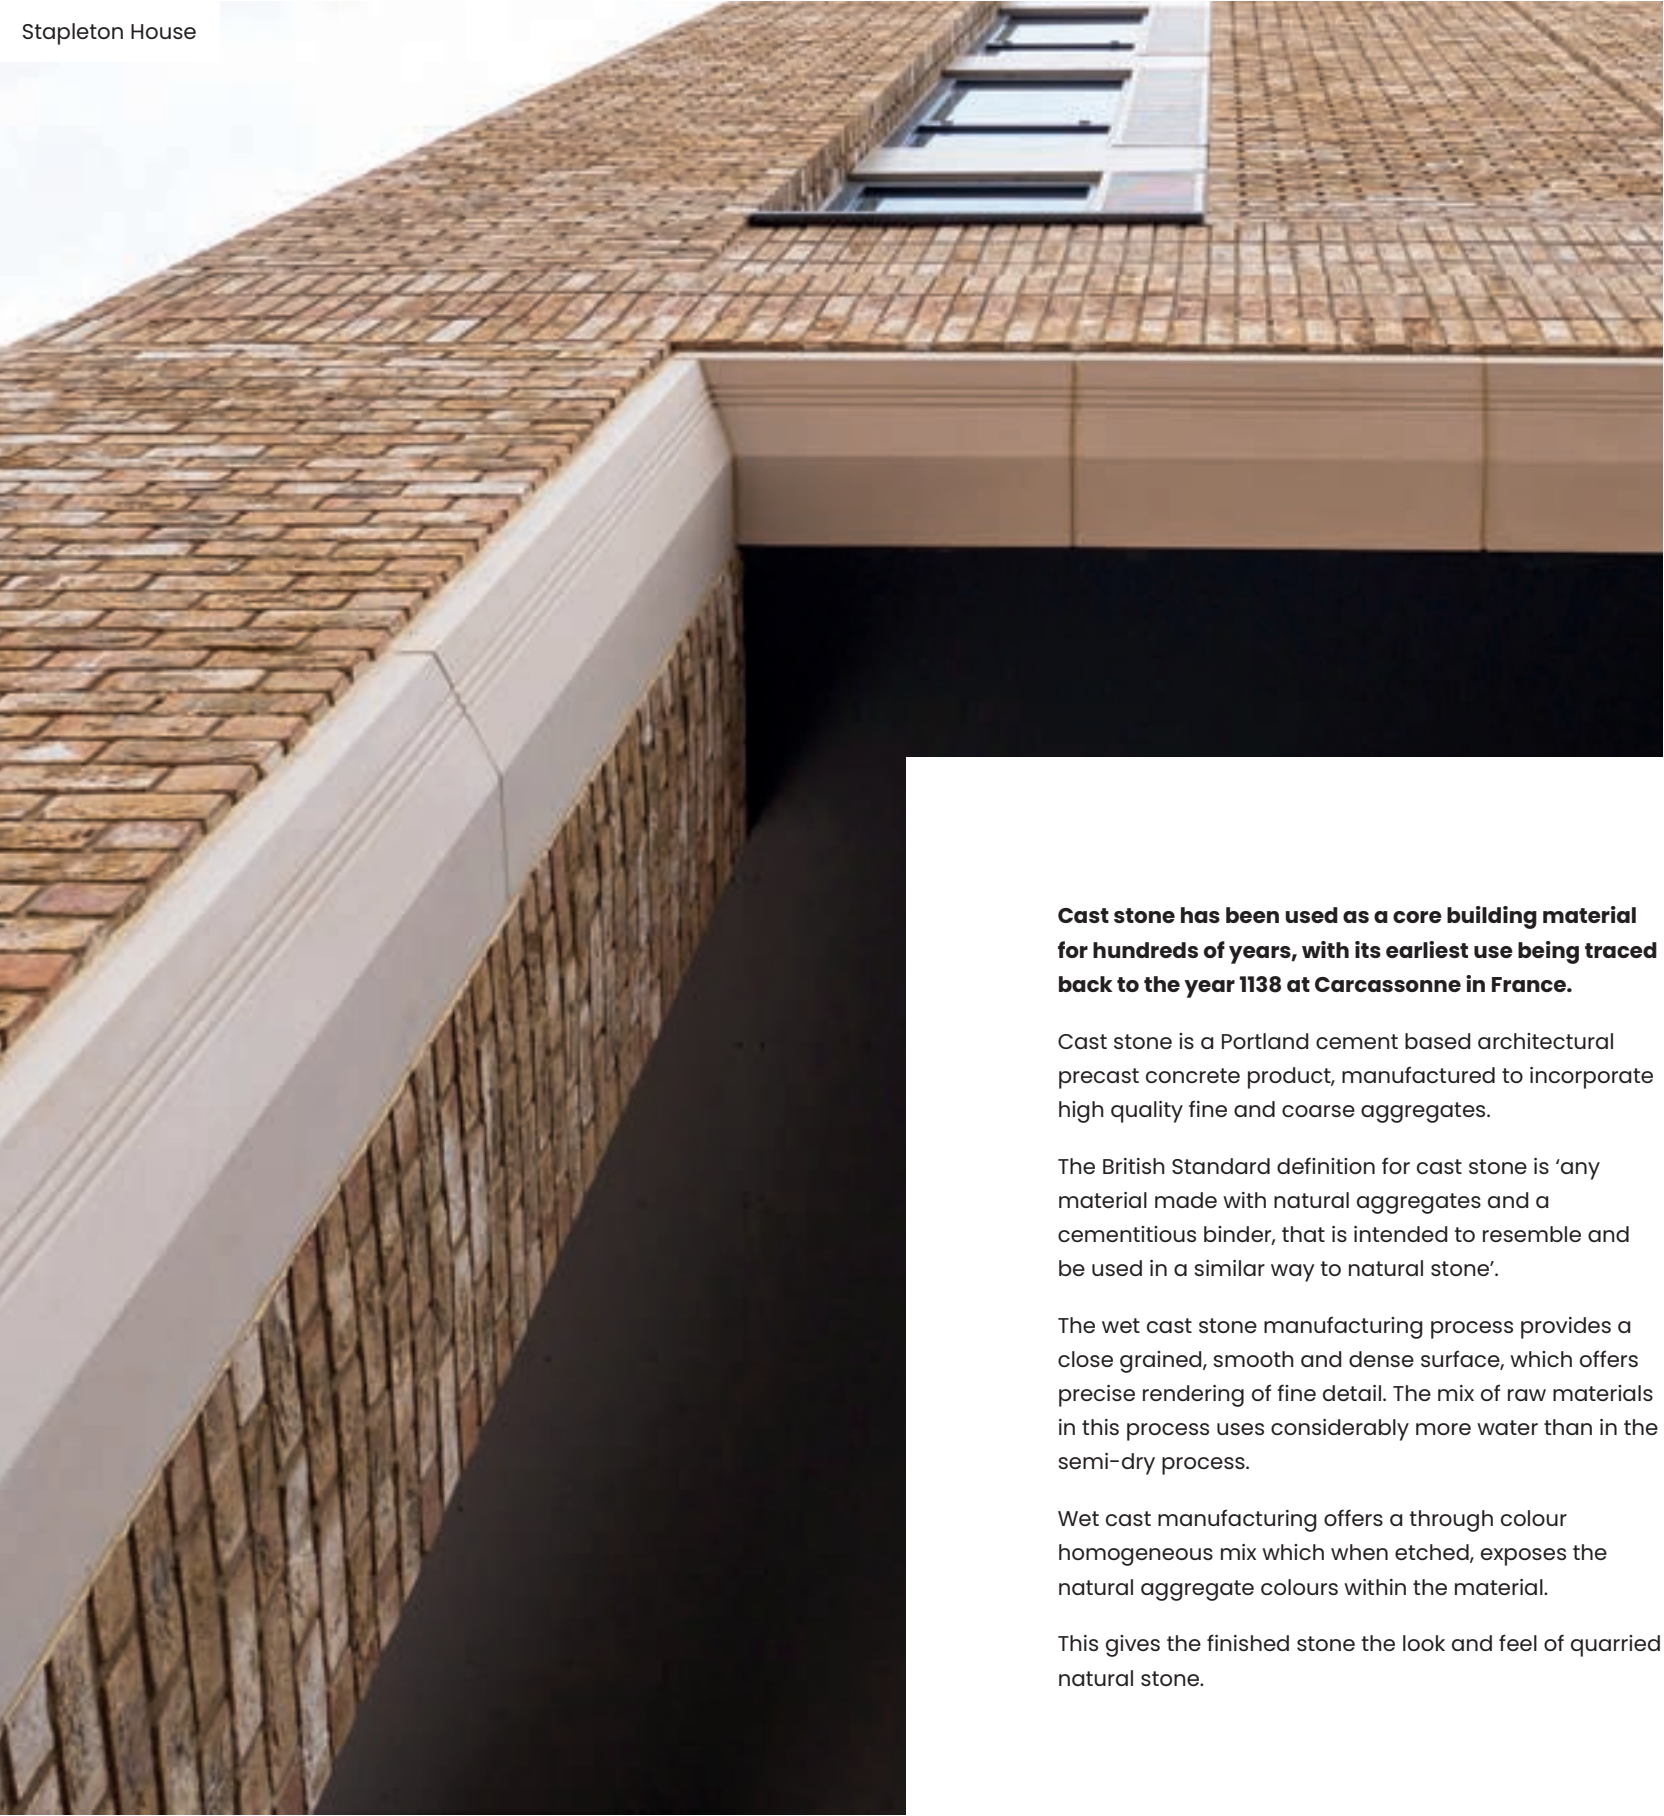 Stapleton House
Cast stone has been used as a core building material
for hundreds of years, with its earliest use being traced
back to the year 1138 at Carcassonne in France.
Cast stone is a Portland cement based architectural
precast concrete product, manufactured to incorporate
high quality fine and coarse aggregates.
The British Standard definition for cast stone is ‘any
material made with natural aggregates and a
cementitious binder, that is intended to resemble and
be used in a similar way to natural stone’.
The wet cast stone manufacturing process provides a
close grained, smooth and dense surface, which offers
precise rendering of fine detail. The mix of raw materials
in this process uses considerably more water than in the
semi-dry process.
Wet cast manufacturing offers a through colour
homogeneous mix which when etched, exposes the
natural aggregate colours within the material.
This gives the finished stone the look and feel of quarried
natural stone.